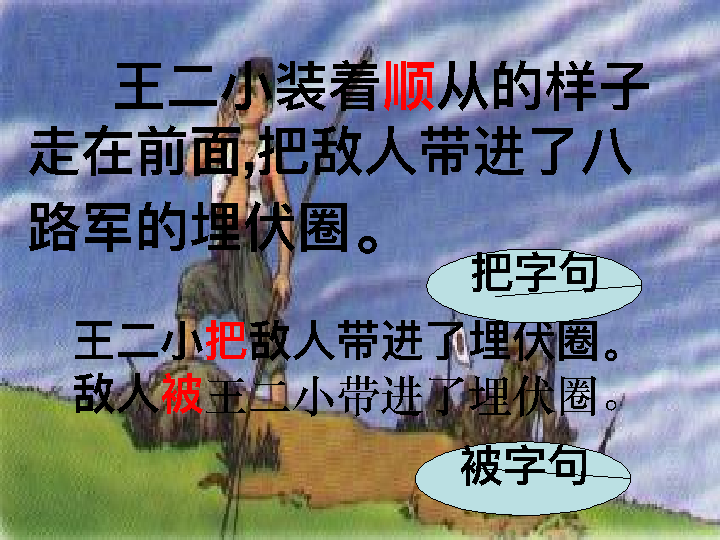 王二小装着顺从的样子
走在前面,把敌人带进了八
路军的埋伏圈。
把字句
王二小把敌人带进了埋伏圈。
敌人被王二小带进了埋伏圈。
被字句